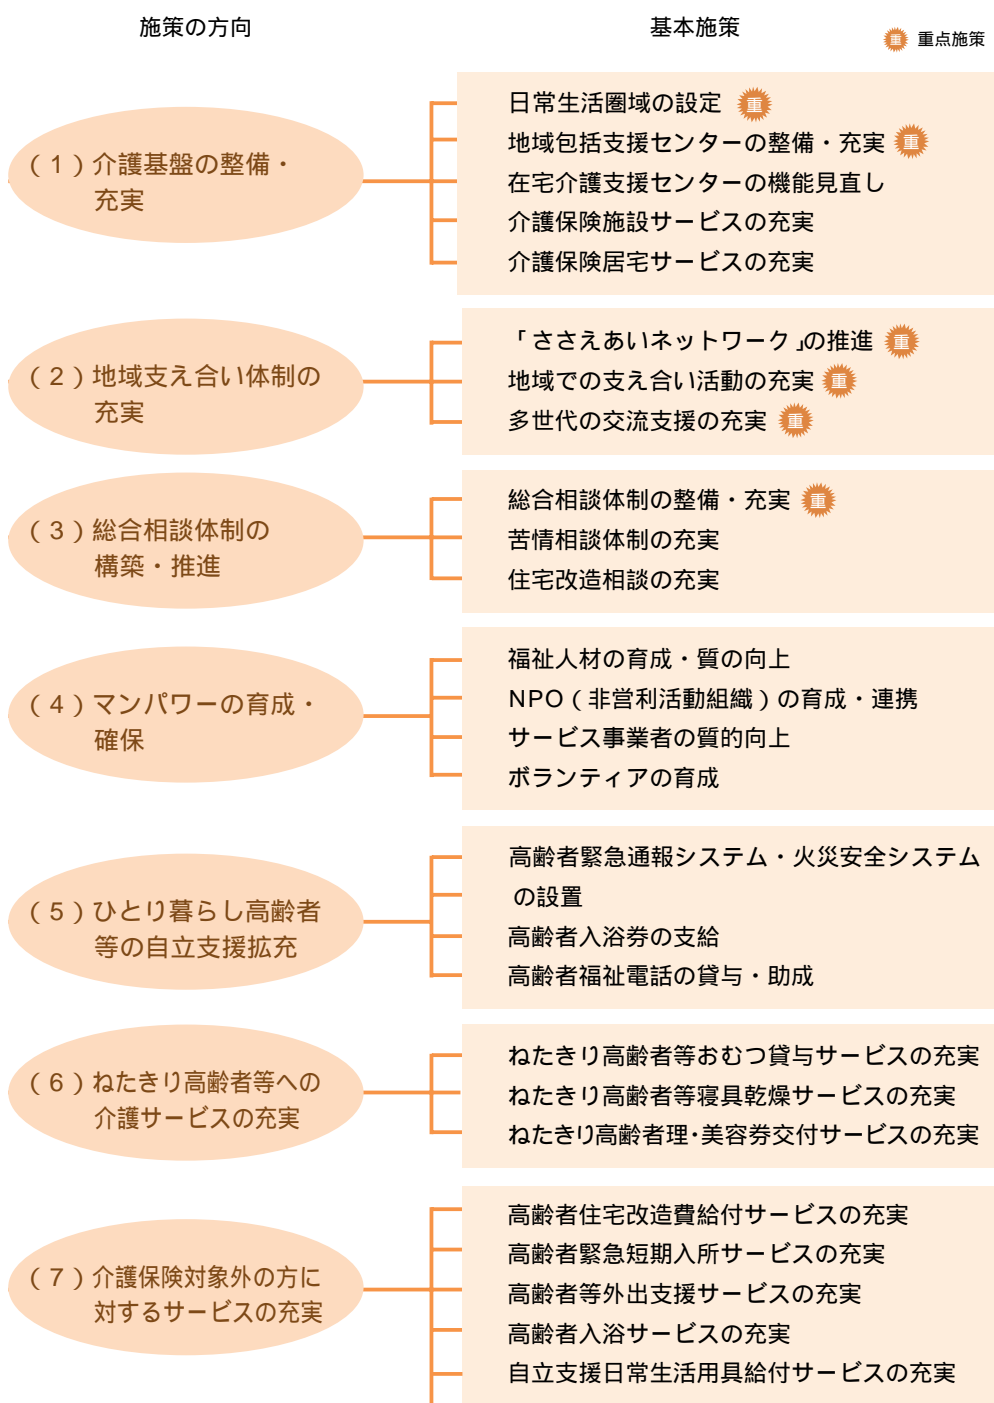 施策の方向
基本施策
重 重点施策
(1)介護基盤の整備・
充実
日常生活圏域の設定 重
地域包括支援センターの整備・充実 重
在宅介護支援センターの機能見直し
介護保険施設サービスの充実
介護保険居宅サービスの充実
(2)地域支え合い体制の
充実
「ささえあいネットワーク」の推進 重
地域での支え合い活動の充実 重
多世代の交流支援の充実 重
(3)総合相談体制の
構築・推進
総合相談体制の整備・充実 重
苦情相談体制の充実
住宅改造相談の充実
(4)マンパワーの育成・
確保
福祉人材の育成・質の向上
NPO(非営利活動組織)の育成・連携
サービス事業者の質的向上
ボランティアの育成
(5)ひとり暮らし高齢者
等の自立支援拡充
高齢者緊急通報システム・火災安全システム
の設置
高齢者入浴券の支給
高齢者福祉電話の貸与・助成
(6)ねたきり高齢者等への
介護サービスの充実
ねたきり高齢者等おむつ貸与サービスの充実
ねたきり高齢者等寝具乾燥サービスの充実
ねたきり高齢者理・美容券交付サービスの充実
(7)介護保険対象外の方に
対するサービスの充実
高齢者住宅改造費給付サービスの充実
高齢者緊急短期入所サービスの充実
高齢者等外出支援サービスの充実
高齢者入浴サービスの充実
自立支援日常生活用具給付サービスの充実